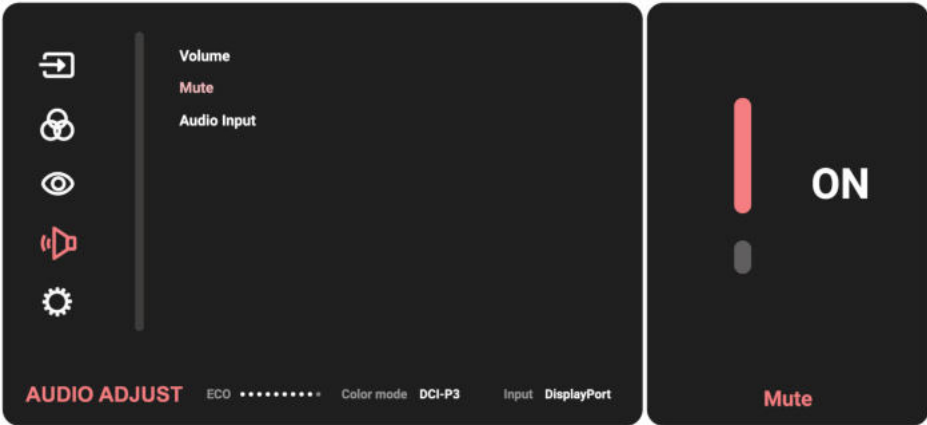 Volume
Mute
Audio Input
ON
AUDIO ADJUST ECO Color mode DCI-P3 Input DisplayPort
Mute